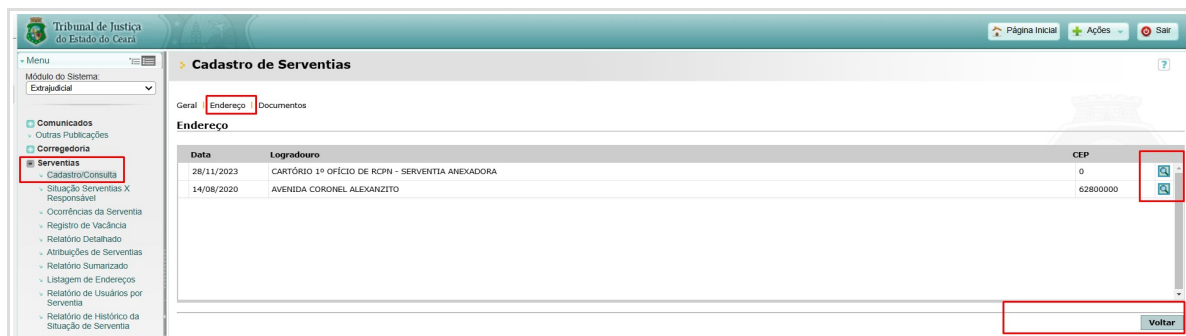 Tribunal de Justiça
do Estado do Ceará
Página Inicial
Ações
Sair
Menu
Módulo do Sistema:
Extrajudicial
Comunicados
Outras Publicações
Corregedoria
Serventias
Cadastro/Consulta
Situação Serventias X
Responsável
Ocorrências da Serventia
Registro de Vacância
Relatório Detalhado
Atribuições de Serventias
Relatório Sumarizado
Listagem de Endereços
Relatório de Usuários por
Serventia
Relatório de Histórico da
Situação de Serventia
Cadastro de Serventias
?
Geral | Endereço | Documentos
Endereço
Data Logradouro CEP
28/11/2023 CARTÓRIO 1º OFÍCIO DE RCPN - SERVENTIA ANEXADORA 0
14/08/2020 AVENIDA CORONEL ALEXANZITO 62800000
Voltar